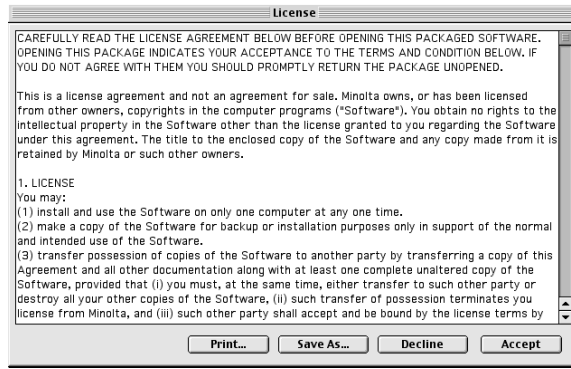 License
CAREFULLY READ THE LICENSE AGREEMENT BELOW BEFORE OPENING THIS PACKAGED SOFTWARE.
OPENING THIS PACKAGE INDICATES YOUR ACCEPTANCE TO THE TERMS AND CONDITION BELOW. IF
YOU DO NOT AGREE WITH THEM YOU SHOULD PROMPTLY RETURN THE PACKAGE UNOPENED.
This is a license agreement and not an agreement for sale. Minolta owns, or has been licensed
from other owners, copyrights in the computer programs ("Software"). You obtain no rights to the
intellectual property in the Software other than the license granted to you regarding the Software
under this agreement. The title to the enclosed copy of the Software and any copy made from it is
retained by Minolta or such other owners.
1. LICENSE
You may:
(1) install and use the Software on only one computer at any one time.
(2) make a copy of the Software for backup or installation purposes only in support of the normal
and intended use of the Software.
(3) transfer possession of copies of the Software to another party by transferring a copy of this
Agreement and all other documentation along with at least one complete unaltered copy of the
Software, provided that (i) you must, at the same time, either transfer to such other party or
destroy all your other copies of the Software, (ii) such transfer of possession terminates you
license from Minolta, and (iii) such other party shall accept and be bound by the license terms by
Print... Save As... Decline Accept